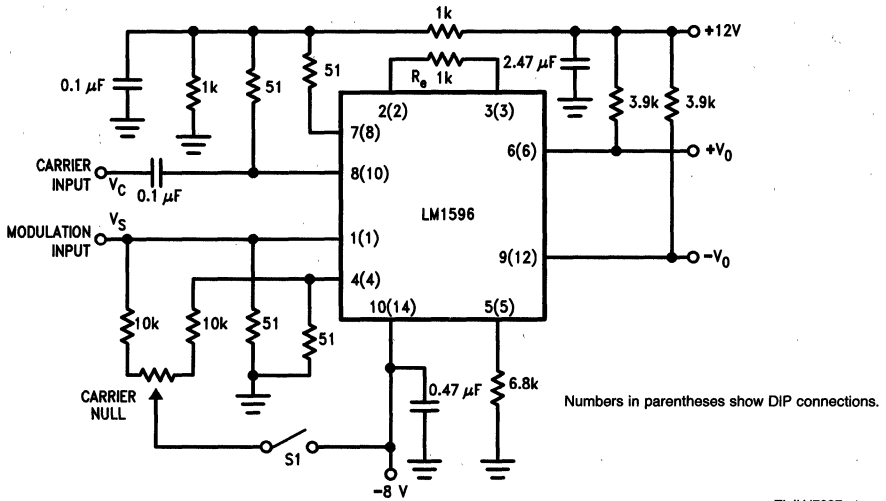 1k
+12V
51
2.47 μF
0.1 μF
1k
51
Rₑ 1k
3.9k
3.9k
2(2)
3(3)
7(8)
6(6)
+V₀
CARRIER
INPUT
V_C
0.1 μF
8(10)
LM1596
V_S
MODULATION
INPUT
1(1)
9(12)
-V₀
4(4)
10(14)
5(5)
10k
10k
51
51
CARRIER
NULL
0.47 μF
6.8k
Numbers in parentheses show DIP connections.
S1
-8 V